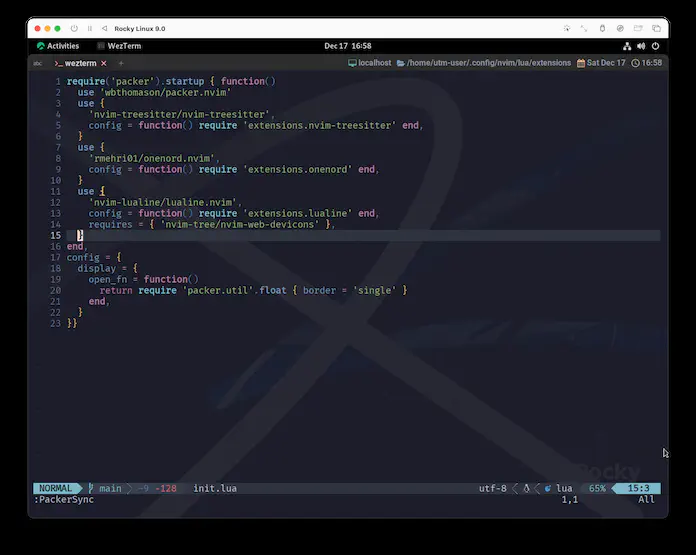 Rocky Linux 9.0
Activities WezTerm Dec 17 16:58
wezterm × + localhost /home/utm-user/.config/nvim/lua/extensions Sat Dec 17 16:58
1 require('packer').startup { function()
2 use 'wbthomason/packer.nvim'
3 use {
4 'nvim-treesitter/nvim-treesitter',
5 config = function() require 'extensions.nvim-treesitter' end,
6 }
7 use {
8 'rmehri01/onenord.nvim',
9 config = function() require 'extensions.onenord' end,
10 }
11 use {
12 'nvim-lualine/lualine.nvim',
13 config = function() require 'extensions.lualine' end,
14 requires = { 'nvim-tree/nvim-web-devicons' },
15 }
16 end,
17 config = {
18 display = {
19 open_fn = function()
20 return require 'packer.util'.float { border = 'single' }
21 end,
22 }
23 }}
Rocky
NORMAL main -9 -128 init.lua utf-8 lua 65% 15:3
:PackerSync 1,1 All